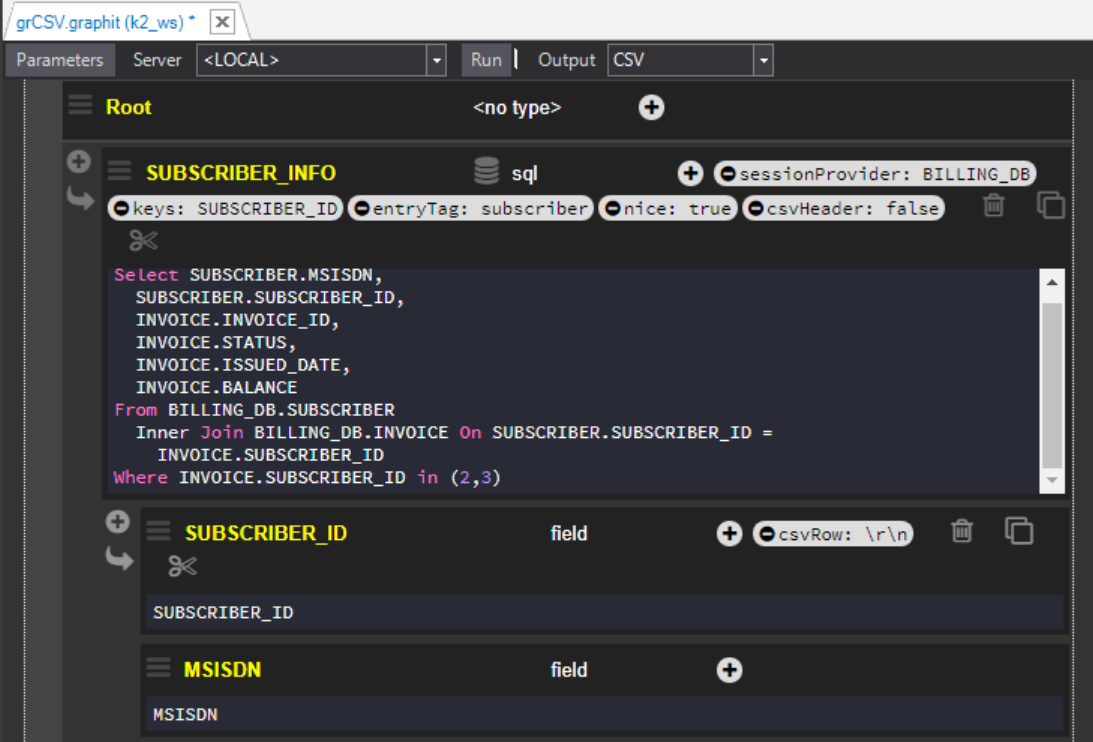 grCSV.graphit (k2_ws) *
Parameters Server <LOCAL> Run Output CSV
Root <no type>
SUBSCRIBER_INFO sql sessionProvider: BILLING_DB
keys: SUBSCRIBER_ID entryTag: subscriber nice: true csvHeader: false
Select SUBSCRIBER.MSISDN,
SUBSCRIBER.SUBSCRIBER_ID,
INVOICE.INVOICE_ID,
INVOICE.STATUS,
INVOICE.ISSUED_DATE,
INVOICE.BALANCE
From BILLING_DB.SUBSCRIBER
Inner Join BILLING_DB.INVOICE On SUBSCRIBER.SUBSCRIBER_ID =
INVOICE.SUBSCRIBER_ID
Where INVOICE.SUBSCRIBER_ID in (2,3)
SUBSCRIBER_ID field csvRow: \r\n
SUBSCRIBER_ID
MSISDN field
MSISDN